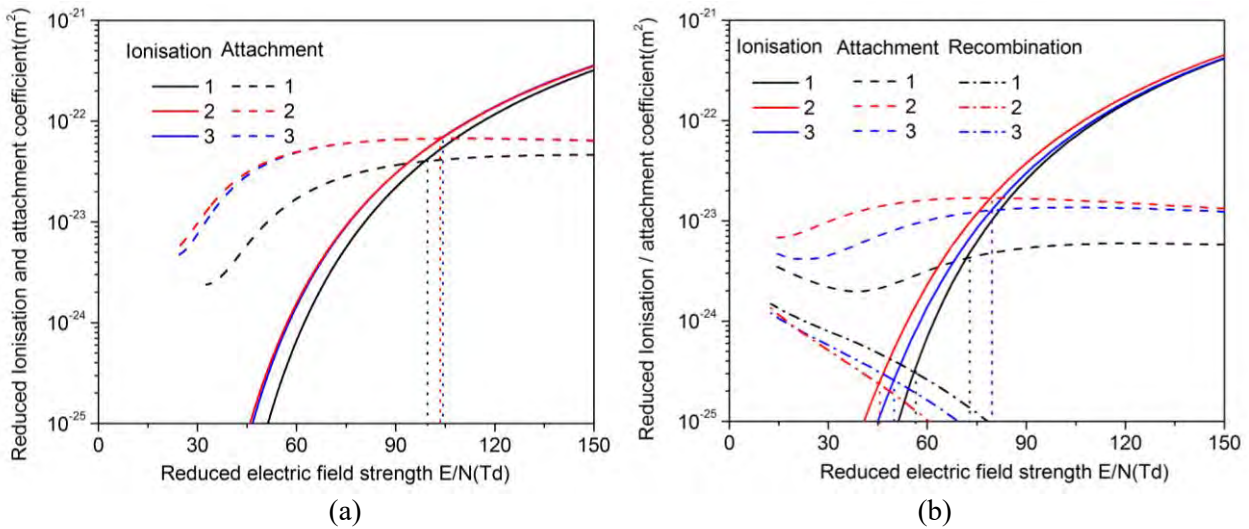 Reduced Ionisation and attachment coefficient(m²)
10⁻²¹
10⁻²²
10⁻²³
10⁻²⁴
10⁻²⁵
Ionisation Attachment
1 1
2 2
3 3
0 30 60 90 120 150
Reduced electric field strength E/N(Td)
(a)
Reduced Ionisation / attachment coefficient(m²)
10⁻²¹
10⁻²²
10⁻²³
10⁻²⁴
10⁻²⁵
Ionisation Attachment Recombination
1 1 1
2 2 2
3 3 3
0 30 60 90 120 150
Reduced electric field strength E/N(Td)
(b)